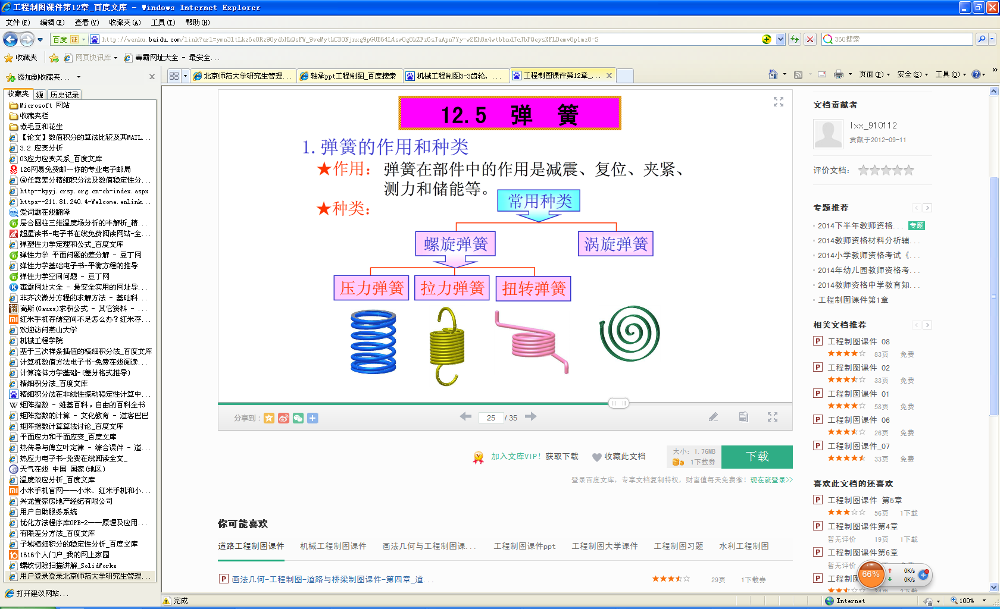 工程制图课件第12章_百度文库 - Windows Internet Explorer
文件(F) 编辑(E) 查看(V) 收藏夹(A) 工具(T) 帮助(H)
百度 证
360搜索
收藏夹 网页快讯库 毒霸网址大全 - 最安全...
添加到收藏夹...
北京师范大学研究生管理...
轴承ppt工程制图_百度搜索
机械工程制图3-3齿轮、...
工程制图课件第12章_...
页面(P) 安全(S) 工具(O)
收藏夹 源 历史记录
Microsoft 网站
收藏夹栏
煮毛豆和花生
【论文】数值积分的算法比较及其MATL...
3.2 应变分析
03应力应变关系_百度文库
126网易免费邮--你的专业电子邮局
④任意差分精细积分法及数值稳定性分...
http--kpyj.crsp.org.cn-ch-index.aspx
https--211.81.240.4-Welcome.enlink...
爱词霸在线翻译
层合圆柱三维温度场分析的半解析_精...
超星读书-电子书在线免费阅读网站-全...
弹塑性力学定理和公式_百度文库
弹性力学 平面问题的差分解 - 豆丁网
弹性力学基础电子书-平衡方程的推导
弹性力学空间问题 - 豆丁网
毒霸网址大全 - 最安全实用的网址导...
非齐次微分方程的求解方法 - 基础科...
高斯(Gauss)求积公式 - 其它资料 - ...
红米手机存储空间不足怎么办？红米存...
欢迎访问燕山大学
机械工程学院
基于三次样条插值的精细积分法_百度文库
计算机数值方法电子书-免费在线阅读...
计算流体力学基础-(差分格式推导)
精细积分法_百度文库
精细积分法在非线性振动稳定性计算中...
矩阵指数 - 维基百科，自由的百科全书
矩阵指数的计算 - 文化教育 - 道客巴巴
矩阵指数计算算法讨论_百度文库
平面应力和平面应变_百度文库
热传导与傅立叶定律 - 综合课件 - 道...
热应力电子书-免费在线阅读全文_
天气在线 中国 国家(地区)
温度效应分析_百度文库
小米手机官网——小米、红米手机和小...
兴龙置家房地产经纪有限公司
用户自助服务系统
优化方法程序库OPB-2——原理及应用...
有限差分方法_百度文库
子域精细积分的稳定性分析_百度文库
1616个人门户_我的网上家园
螺纹切除扫描讲解_SolidWorks
用户登录登录北京师范大学研究生管理...
打开建议网站...
12.5 弹 簧
1.弹簧的作用和种类
★作用：弹簧在部件中的作用是减震、复位、夹紧、
测力和储能等。
★种类：
常用种类
螺旋弹簧 涡旋弹簧
压力弹簧 拉力弹簧 扭转弹簧
分享到：
25 / 35
加入文库VIP！获取下载 收藏此文档
大小：1.76MB
1下载券
下载
登录百度文库，专享文档复制特权，财富值每天免费拿！现在就登录>>
你可能喜欢
道路工程制图课件 机械工程制图课件 画法几何与工程制图课... 工程制图课件ppt 工程制图大学课件 工程制图习题 水利工程制图
画法几何-工程制图-道路与桥梁制图课件-第四章_道... 29页 1下载券
文档贡献者
lxx_910112
贡献于2012-09-11
评价文档：
专题推荐
2014下半年教师资格... 专题
2014教师资格材料分析辅...
2014小学教师资格考试《...
2014年幼儿园教师资格考...
2014教师资格中学教育知...
工程制图课件第1章
相关文档推荐
工程制图课件 08
83页 免费
工程制图课件 02
33页 免费
工程制图课件 01
58页 免费
工程制图课件 06
26页 免费
工程制图课件_07
33页 免费
喜欢此文档的还喜欢
工程制图课件 第5章
56页 1下载
工程制图课件第4章
暂无评价 19页 1下载
工程制图课件第6章
暂无评价
工程制图
66% 0K/s
0K/s
完成
Internet
100%